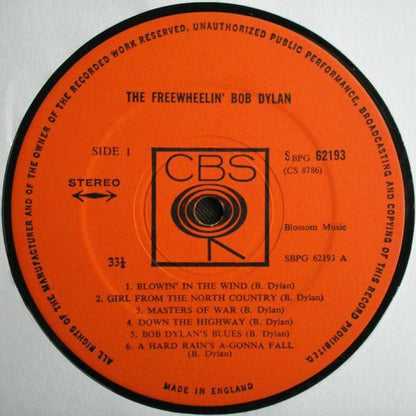 ALL RIGHTS OF THE MANUFACTURER AND OF THE OWNER OF THE RECORDED WORK RESERVED. UNAUTHORIZED PUBLIC PERFORMANCE, BROADCASTING AND COPYING OF THIS RECORD PROHIBITED.
THE FREEWHEELIN' BOB DYLAN
SIDE 1
CBS
SBPG 62193
(CS 8786)
STEREO
Blossom Music
33⅓
SBPG 62193 A
1. BLOWIN' IN THE WIND (B. Dylan)
2. GIRL FROM THE NORTH COUNTRY (B. Dylan)
3. MASTERS OF WAR (B. Dylan)
4. DOWN THE HIGHWAY (B. Dylan)
5. BOB DYLAN'S BLUES (B. Dylan)
6. A HARD RAIN'S A-GONNA FALL
(B. Dylan)
MADE IN ENGLAND